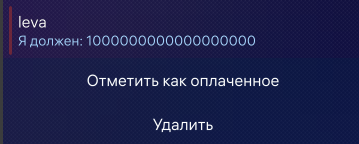 leva
Я должен: 1000000000000000000
Отметить как оплаченное
Удалить